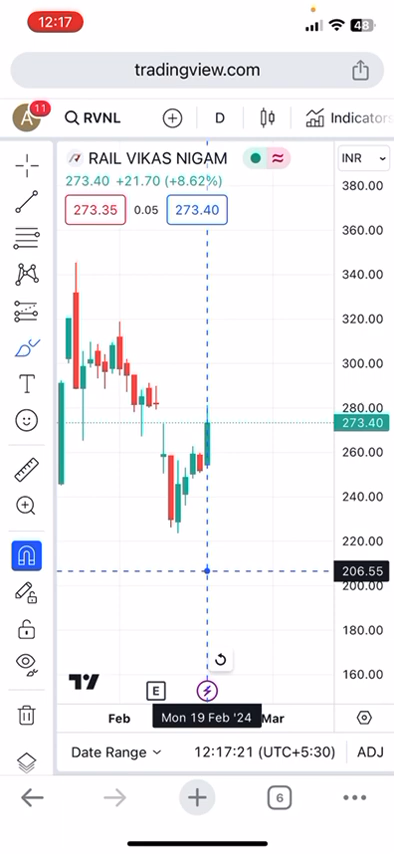 12:17
48
tradingview.com
A
11
RVNL
D
Indicators
RAIL VIKAS NIGAM
INR
273.40 +21.70 (+8.62%)
273.35
0.05
273.40
380.00
360.00
340.00
320.00
300.00
280.00
273.40
260.00
240.00
220.00
206.55
200.00
180.00
160.00
T
E
Feb
Mon 19 Feb '24
Mar
Date Range
12:17:21 (UTC+5:30)
ADJ
6